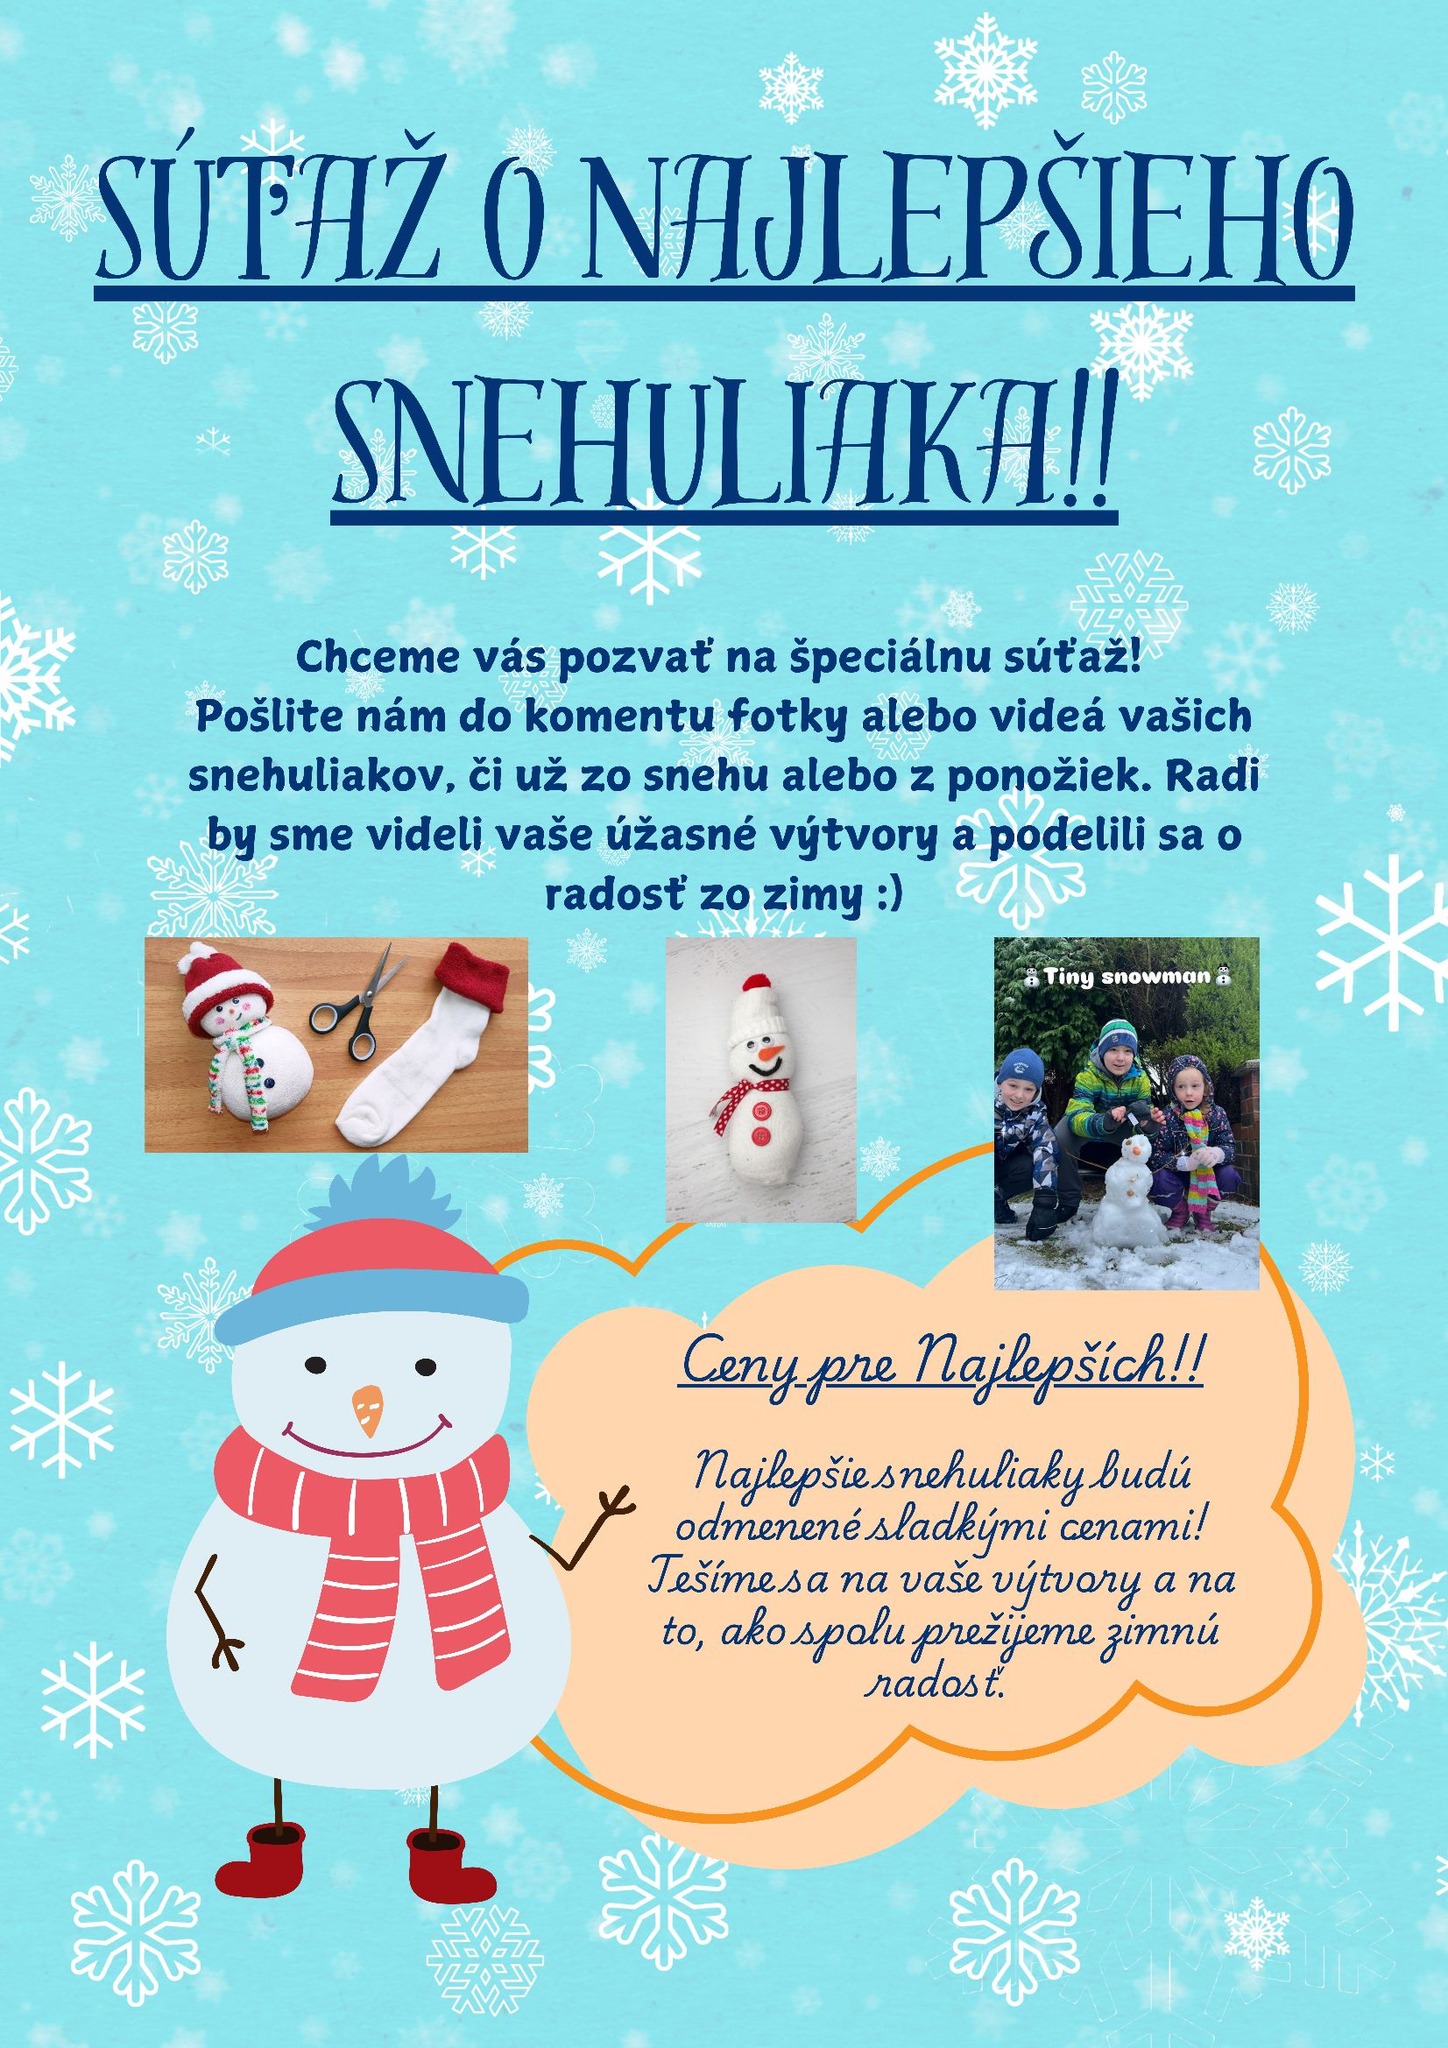 SÚŤAŽ O NAJLEPŠIEHO
SNEHULIAKA!!
Chceme vás pozvať na špeciálnu súťaž!
Pošlite nám do komentu fotky alebo videá vašich
snehuliakov, či už zo snehu alebo z ponožiek. Radi
by sme videli vaše úžasné výtvory a podelili sa o
radosť zo zimy :)
⛄Tiny snowman⛄
Ceny pre Najlepších!!
Najlepšie snehuliaky budú
odmenené sladkými cenami!
Tešíme sa na vaše výtvory a na
to, ako spolu prežijeme zimnú
radosť.